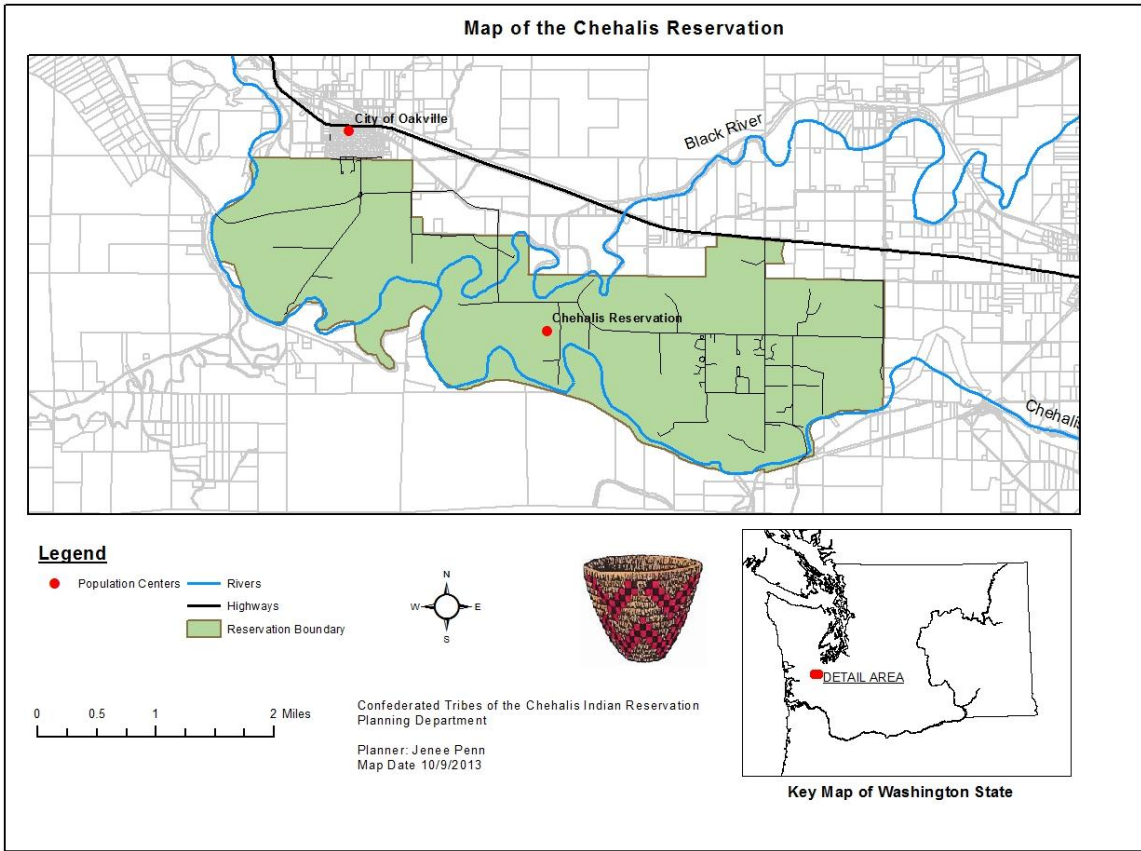 Map of the Chehalis Reservation
City of Oakville
Black River
Chehalis Reservation
Chehalis
Legend
Population Centers
Rivers
Highways
Reservation Boundary
N
W
E
S
0 0.5 1 2 Miles
Confederated Tribes of the Chehalis Indian Reservation
Planning Department
Planner: Jenee Penn
Map Date 10/9/2013
DETAIL AREA
Key Map of Washington State